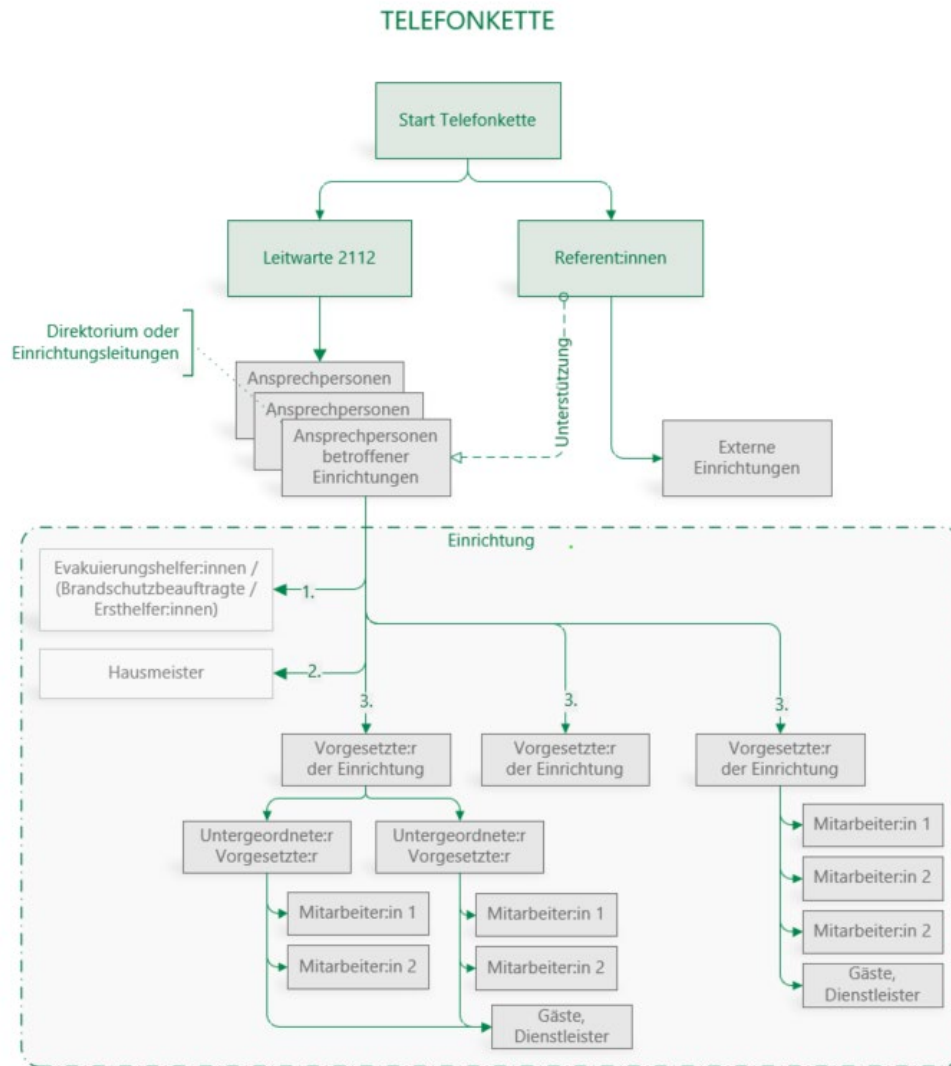 TELEFONKETTE
Start Telefonkette
Leitwarte 2112
Referent:innen
Direktorium oder
Einrichtungsleitungen
Ansprechpersonen
Ansprechpersonen
Ansprechpersonen
betroffener
Einrichtungen
Unterstützung
Externe
Einrichtungen
Einrichtung
Evakuierungshelfer:innen /
(Brandschutzbeauftragte /
Ersthelfer:innen)
1.
Hausmeister
2.
3.
3.
3.
Vorgesetzte:r
der Einrichtung
Vorgesetzte:r
der Einrichtung
Vorgesetzte:r
der Einrichtung
Untergeordnete:r
Vorgesetzte:r
Untergeordnete:r
Vorgesetzte:r
Mitarbeiter:in 1
Mitarbeiter:in 2
Mitarbeiter:in 1
Mitarbeiter:in 2
Gäste,
Dienstleister
Mitarbeiter:in 1
Mitarbeiter:in 2
Mitarbeiter:in 2
Gäste,
Dienstleister